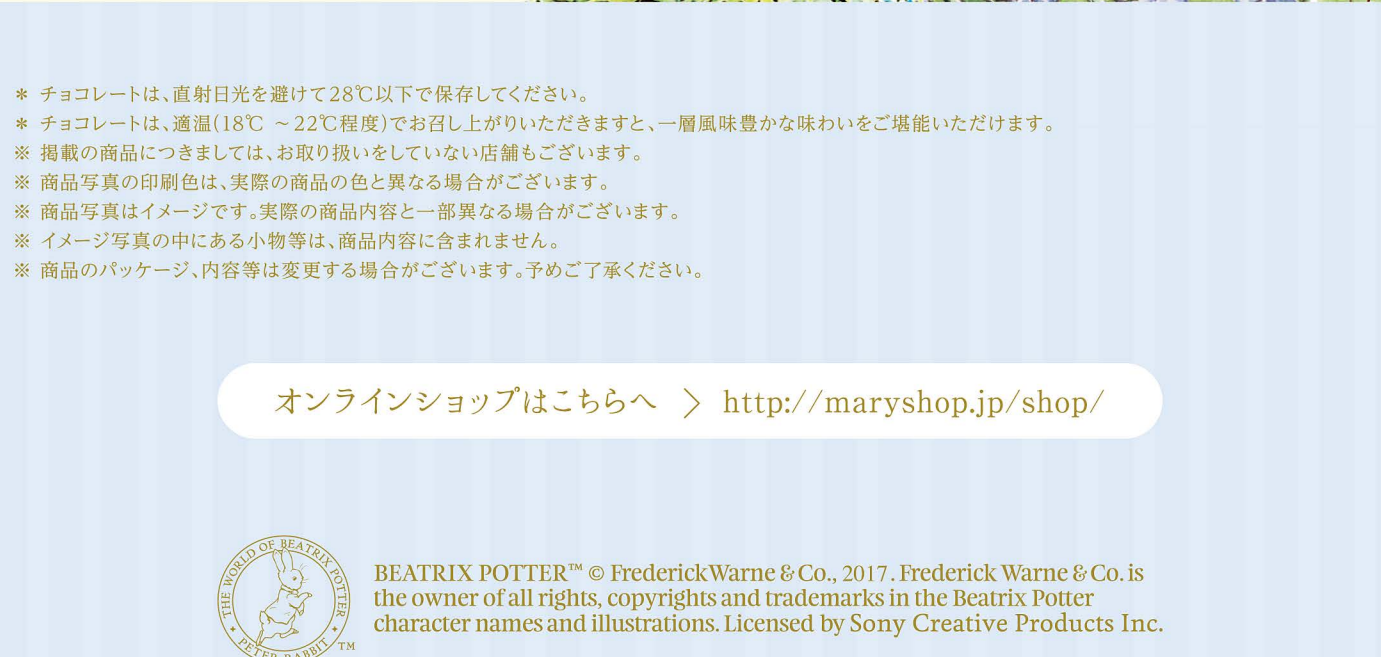 ＊ チョコレートは、直射日光を避けて28℃以下で保存してください。
＊ チョコレートは、適温(18℃ ～22℃程度)でお召し上がりいただきますと、一層風味豊かな味わいをご堪能いただけます。
※ 掲載の商品につきましては、お取り扱いをしていない店舗もございます。
※ 商品写真の印刷色は、実際の商品の色と異なる場合がございます。
※ 商品写真はイメージです。実際の商品内容と一部異なる場合がございます。
※ イメージ写真の中にある小物等は、商品内容に含まれません。
※ 商品のパッケージ、内容等は変更する場合がございます。予めご了承ください。
オンラインショップはこちらへ ＞ http://maryshop.jp/shop/
THE WORLD OF BEATRIX POTTER
PETER RABBIT
TM
BEATRIX POTTER™ © Frederick Warne & Co., 2017. Frederick Warne & Co. is
the owner of all rights, copyrights and trademarks in the Beatrix Potter
character names and illustrations. Licensed by Sony Creative Products Inc.